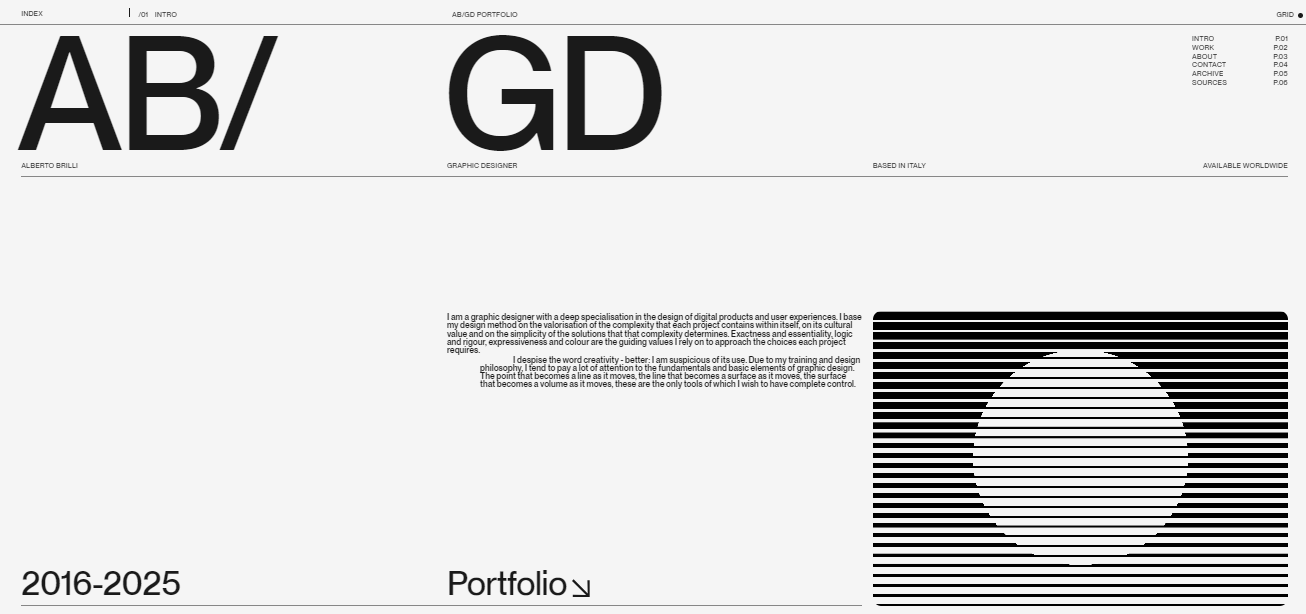 INDEX
/01 INTRO
AB/GD PORTFOLIO
GRID
AB/
GD
INTRO P.01
WORK P.02
ABOUT P.03
CONTACT P.04
ARCHIVE P.05
SOURCES P.06
ALBERTO BRILLI
GRAPHIC DESIGNER
BASED IN ITALY
AVAILABLE WORLDWIDE
I am a graphic designer with a deep specialisation in the design of digital products and user experiences. I base
my design method on the valorisation of the complexity that each project contains within itself, on its cultural
value and on the simplicity of the solutions that that complexity determines. Exactness and essentiality, logic
and rigour, expressiveness and colour are the guiding values I rely on to approach the choices each project
requires.
I despise the word creativity - better: I am suspicious of its use. Due to my training and design
philosophy, I tend to pay a lot of attention to the fundamentals and basic elements of graphic design.
The point that becomes a line as it moves, the line that becomes a surface as it moves, the surface
that becomes a volume as it moves, these are the only tools of which I wish to have complete control.
2016-2025
Portfolio